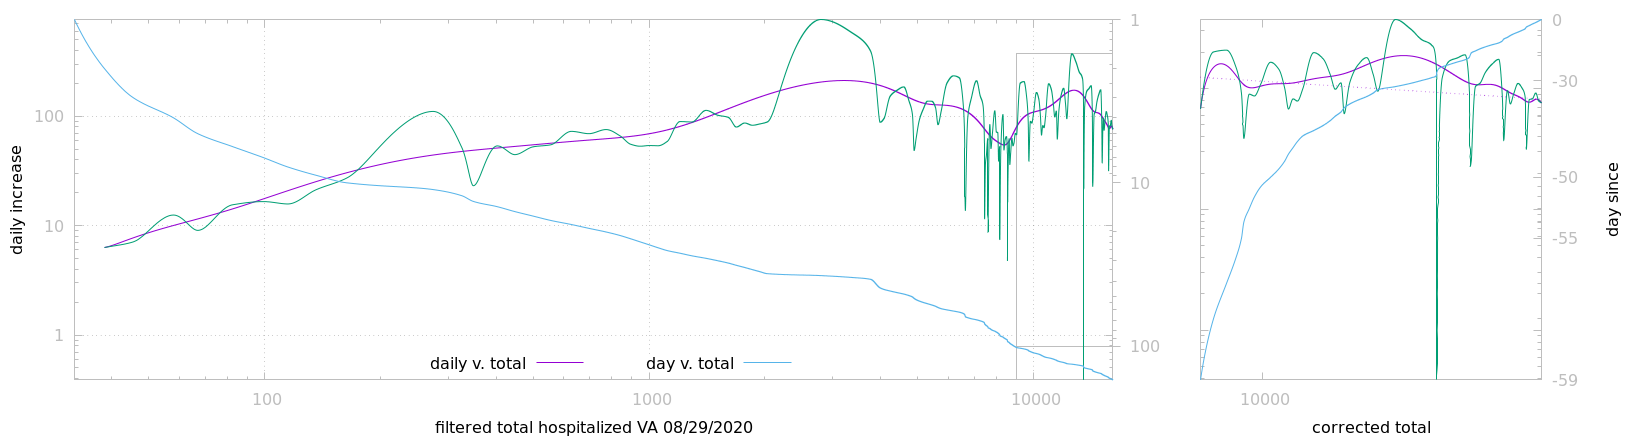 daily increase
100
10
1
100
1000
10000
filtered total hospitalized VA 08/29/2020
daily v. total
day v. total
1
10
100
10000
corrected total
0
-30
-50
-55
-59
day since